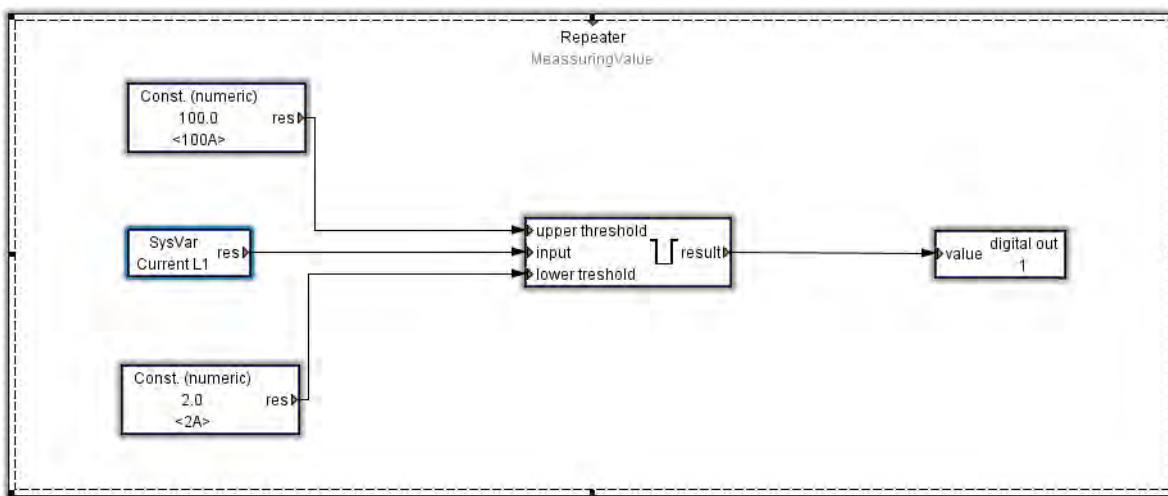 Repeater
MeassuringValue
Const. (numeric)
100.0
res
<100A>
SysVar
res
Current L1
upper threshold
input
result
lower treshold
digital out
value
1
Const. (numeric)
2.0
res
<2A>